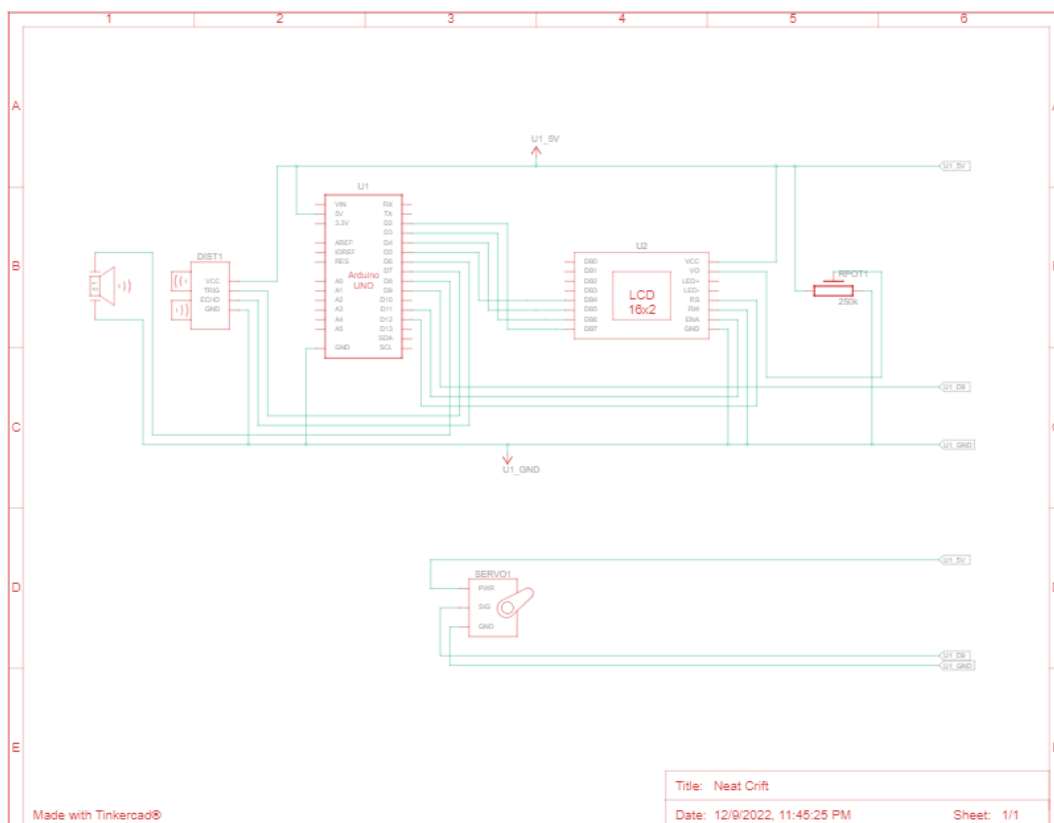 1 2 3 4 5 6
A
B
C
D
E
U1_5V
U1_5V
U1
VIN RX
5V TX
3.3V D2
D3
AREF D4
IOREF D5
RES D6
D7
A0 D8
A1 D9
A2 D10
A3 D11
A4 D12
A5 D13
SDA
GND SCL
Arduino
UNO
DIST1
VCC
TRIG
ECHO
GND
U2
DB0 VCC
DB1 VO
DB2 LED+
DB3 LED-
DB4 RS
DB5 RW
DB6 ENA
DB7 GND
LCD
16x2
RPOT1
250k
U1_D9
U1_GND
U1_GND
U1_5V
SERVO1
PWR
SIG
GND
U1_D9
U1_GND
Title: Neat Crift
Made with Tinkercad®
Date: 12/9/2022, 11:45:25 PM Sheet: 1/1